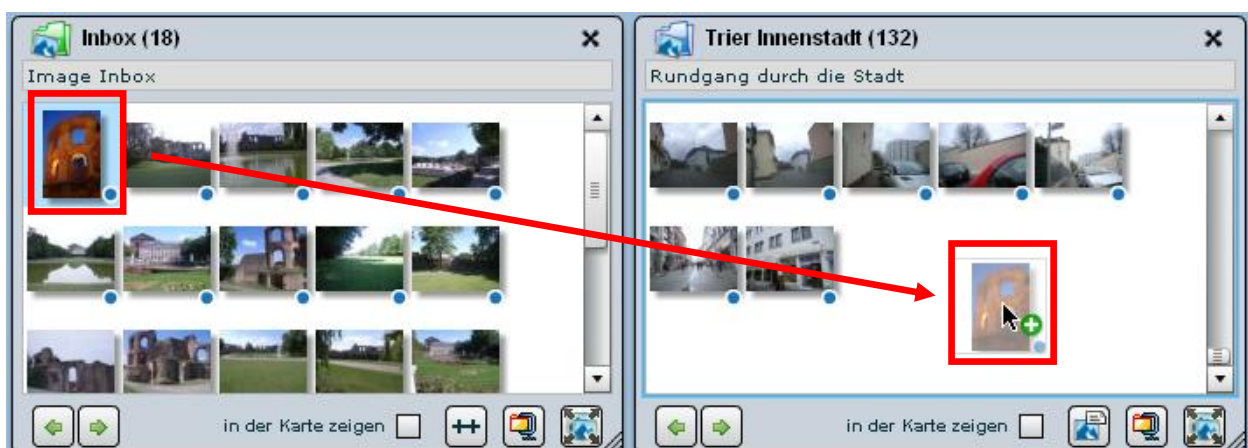 Inbox (18)
Image Inbox
in der Karte zeigen
Trier Innenstadt (132)
Rundgang durch die Stadt
in der Karte zeigen